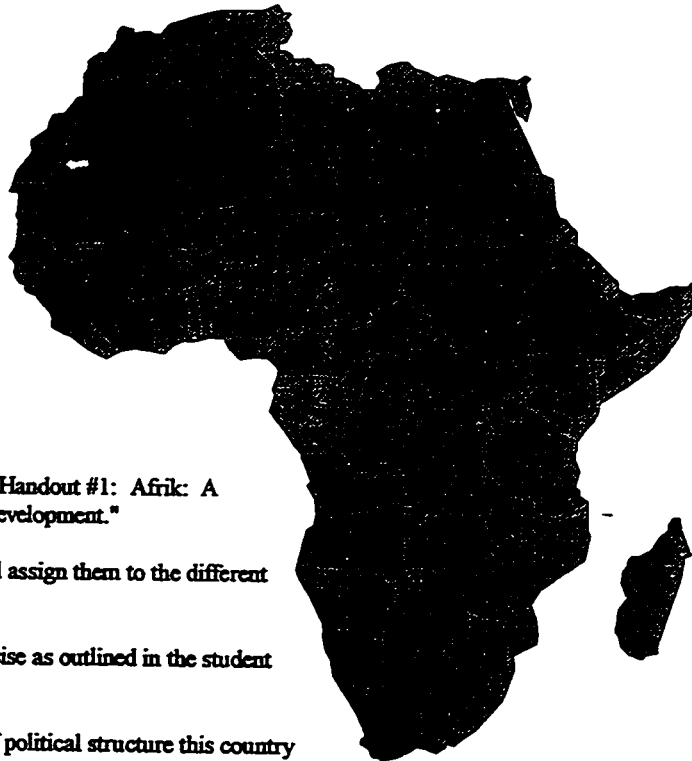 Handout #1: Afrik: A
evelopment."
assign them to the different
ise as outlined in the student
political structure this country